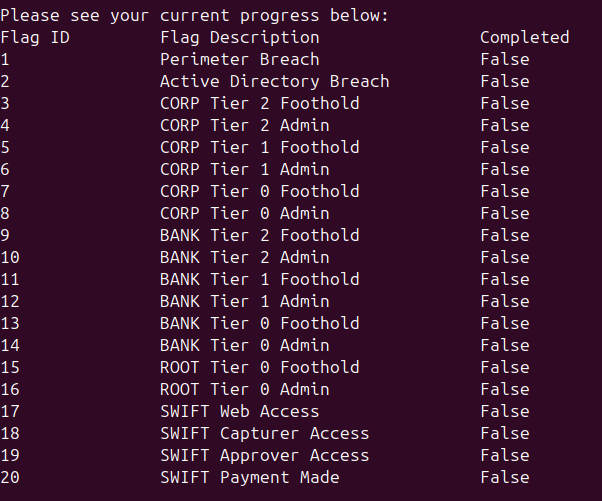 Please see your current progress below:
Flag ID Flag Description Completed
1 Perimeter Breach False
2 Active Directory Breach False
3 CORP Tier 2 Foothold False
4 CORP Tier 2 Admin False
5 CORP Tier 1 Foothold False
6 CORP Tier 1 Admin False
7 CORP Tier 0 Foothold False
8 CORP Tier 0 Admin False
9 BANK Tier 2 Foothold False
10 BANK Tier 2 Admin False
11 BANK Tier 1 Foothold False
12 BANK Tier 1 Admin False
13 BANK Tier 0 Foothold False
14 BANK Tier 0 Admin False
15 ROOT Tier 0 Foothold False
16 ROOT Tier 0 Admin False
17 SWIFT Web Access False
18 SWIFT Capturer Access False
19 SWIFT Approver Access False
20 SWIFT Payment Made False